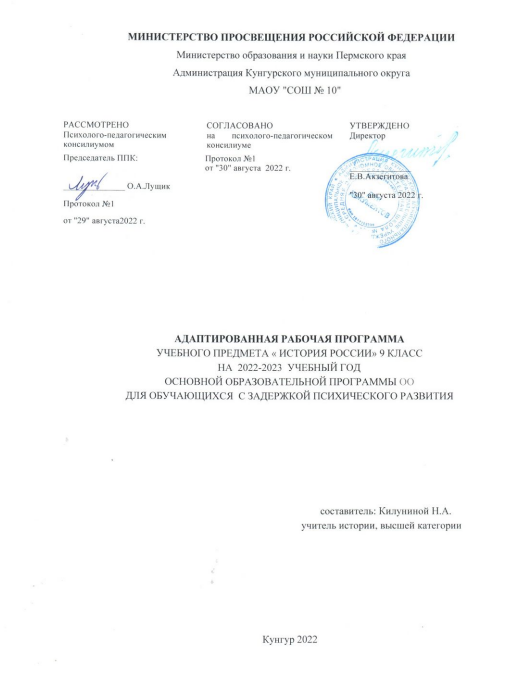 МИНИСТЕРСТВО ПРОСВЕЩЕНИЯ РОССИЙСКОЙ ФЕДЕРАЦИИ
Министерство образования и науки Пермского края
Администрация Кунгурского муниципального округа
МАОУ "СОШ № 10"
РАССМОТРЕНО
Психолого-педагогическим
консилиумом
Председатель ППК:
О.А.Лущик
Протокол №1
от "29" августа2022 г.
СОГЛАСОВАНО
на психолого-педагогическом
консилиуме
Протокол №1
от "30" августа 2022 г.
УТВЕРЖДЕНО
Директор
Е.В.Акзегитова
"30" августа 2022 г.
АДАПТИРОВАННАЯ РАБОЧАЯ ПРОГРАММА
УЧЕБНОГО ПРЕДМЕТА « ИСТОРИЯ РОССИИ» 9 КЛАСС
НА 2022-2023 УЧЕБНЫЙ ГОД
ОСНОВНОЙ ОБРАЗОВАТЕЛЬНОЙ ПРОГРАММЫ ОО
ДЛЯ ОБУЧАЮЩИХСЯ С ЗАДЕРЖКОЙ ПСИХИЧЕСКОГО РАЗВИТИЯ
составитель: Килуниной Н.А.
учитель истории, высшей категории
Кунгур 2022